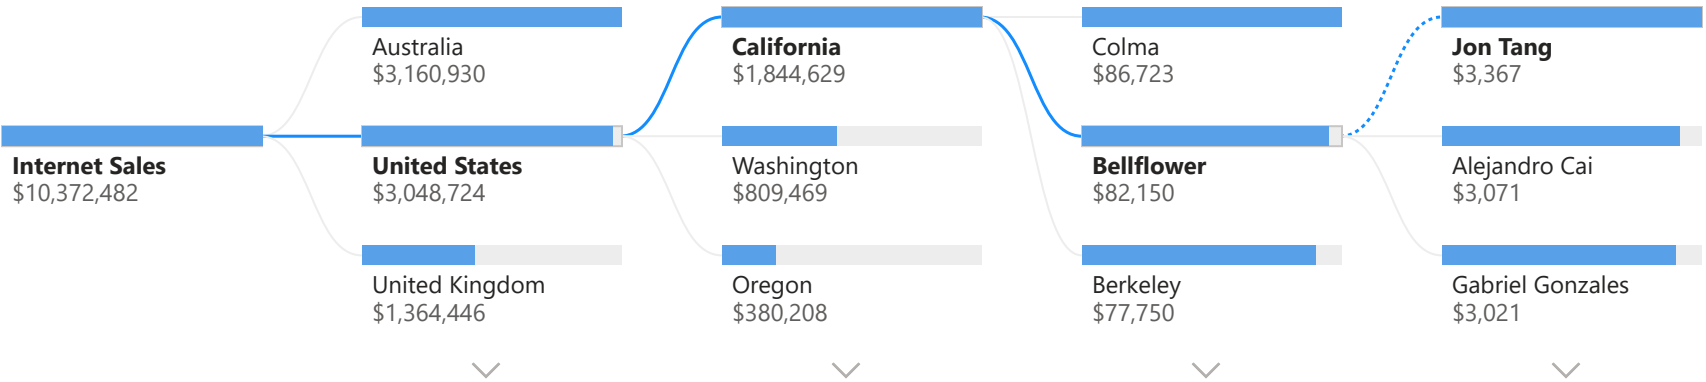 Internet Sales
$10,372,482
Australia
$3,160,930
United States
$3,048,724
United Kingdom
$1,364,446
California
$1,844,629
Washington
$809,469
Oregon
$380,208
Colma
$86,723
Bellflower
$82,150
Berkeley
$77,750
Jon Tang
$3,367
Alejandro Cai
$3,071
Gabriel Gonzales
$3,021